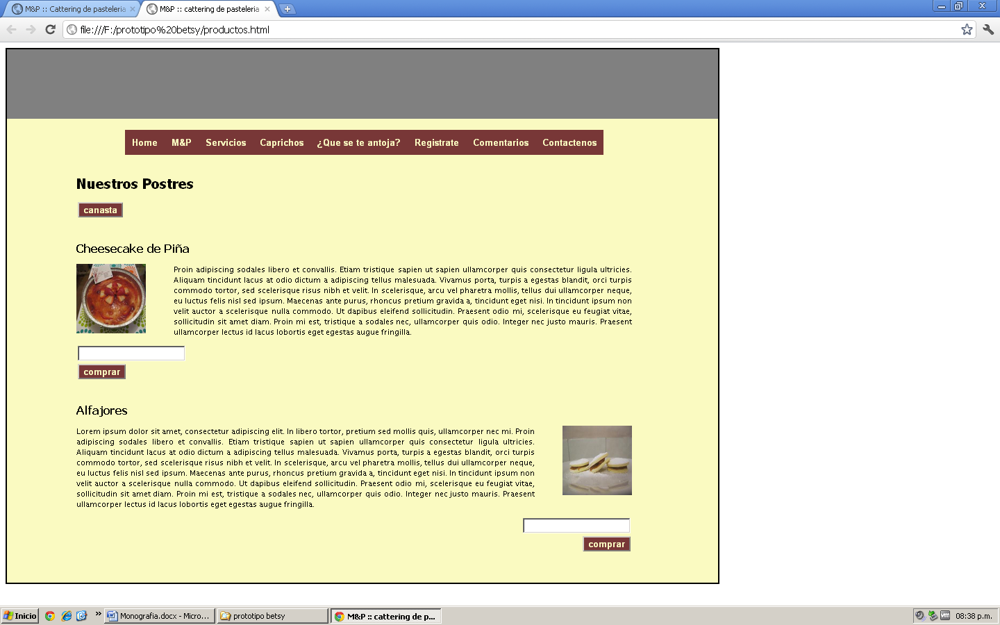 M&P :: Cattering de pasteleria
M&P :: cattering de pasteleria
file:///F:/prototipo%20betsy/productos.html
Home M&P Servicios Caprichos ¿Que se te antoja? Registrate Comentarios Contactenos
Nuestros Postres
canasta
Cheesecake de Piña
Proin adipiscing sodales libero et convallis. Etiam tristique sapien ut sapien ullamcorper quis consectetur ligula ultricies.
Aliquam tincidunt lacus at odio dictum a adipiscing tellus malesuada. Vivamus porta, turpis a egestas blandit, orci turpis
commodo tortor, sed scelerisque risus nibh et velit. In scelerisque, arcu vel pharetra mollis, tellus dui ullamcorper neque,
eu luctus felis nisl sed ipsum. Maecenas ante purus, rhoncus pretium gravida a, tincidunt eget nisi. In tincidunt ipsum non
velit auctor a scelerisque nulla commodo. Ut dapibus eleifend sollicitudin. Praesent odio mi, scelerisque eu feugiat vitae,
sollicitudin sit amet diam. Proin mi est, tristique a sodales nec, ullamcorper quis odio. Integer nec justo mauris. Praesent
ullamcorper lectus id lacus lobortis eget egestas augue fringilla.
comprar
Alfajores
Lorem ipsum dolor sit amet, consectetur adipiscing elit. In libero tortor, pretium sed mollis quis, ullamcorper nec mi. Proin
adipiscing sodales libero et convallis. Etiam tristique sapien ut sapien ullamcorper quis consectetur ligula ultricies.
Aliquam tincidunt lacus at odio dictum a adipiscing tellus malesuada. Vivamus porta, turpis a egestas blandit, orci turpis
commodo tortor, sed scelerisque risus nibh et velit. In scelerisque, arcu vel pharetra mollis, tellus dui ullamcorper neque,
eu luctus felis nisl sed ipsum. Maecenas ante purus, rhoncus pretium gravida a, tincidunt eget nisi. In tincidunt ipsum non
velit auctor a scelerisque nulla commodo. Ut dapibus eleifend sollicitudin. Praesent odio mi, scelerisque eu feugiat vitae,
sollicitudin sit amet diam. Proin mi est, tristique a sodales nec, ullamcorper quis odio. Integer nec justo mauris. Praesent
ullamcorper lectus id lacus lobortis eget egestas augue fringilla.
comprar
Inicio » Monografia.docx - Micro... prototipo betsy M&P :: cattering de p... vm 08:38 p.m.